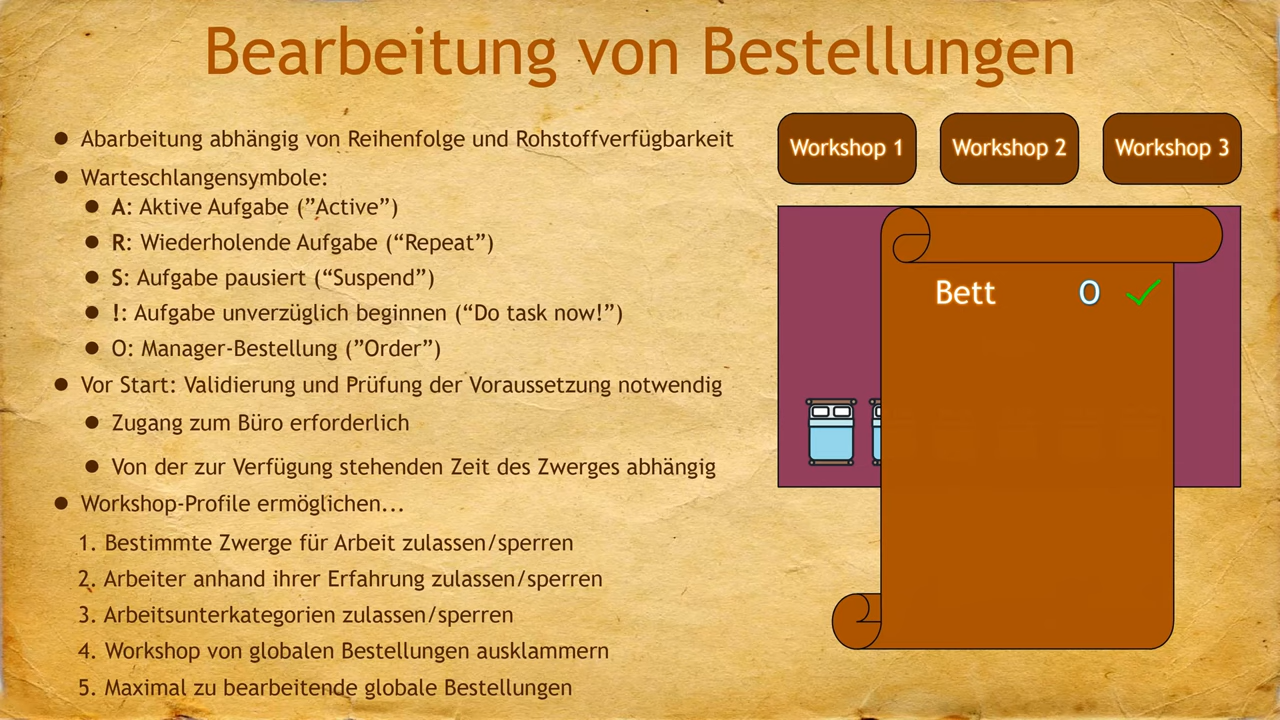 Bearbeitung von Bestellungen
● Abarbeitung abhängig von Reihenfolge und Rohstoffverfügbarkeit
● Warteschlangensymbole:
● A: Aktive Aufgabe (”Active”)
● R: Wiederholende Aufgabe (“Repeat”)
● S: Aufgabe pausiert (“Suspend”)
● !: Aufgabe unverzüglich beginnen (“Do task now!”)
● O: Manager-Bestellung (”Order”)
● Vor Start: Validierung und Prüfung der Voraussetzung notwendig
● Zugang zum Büro erforderlich
● Von der zur Verfügung stehenden Zeit des Zwerges abhängig
● Workshop-Profile ermöglichen...
1. Bestimmte Zwerge für Arbeit zulassen/sperren
2. Arbeiter anhand ihrer Erfahrung zulassen/sperren
3. Arbeitsunterkategorien zulassen/sperren
4. Workshop von globalen Bestellungen ausklammern
5. Maximal zu bearbeitende globale Bestellungen
Workshop 1 Workshop 2 Workshop 3
Bett O ✓